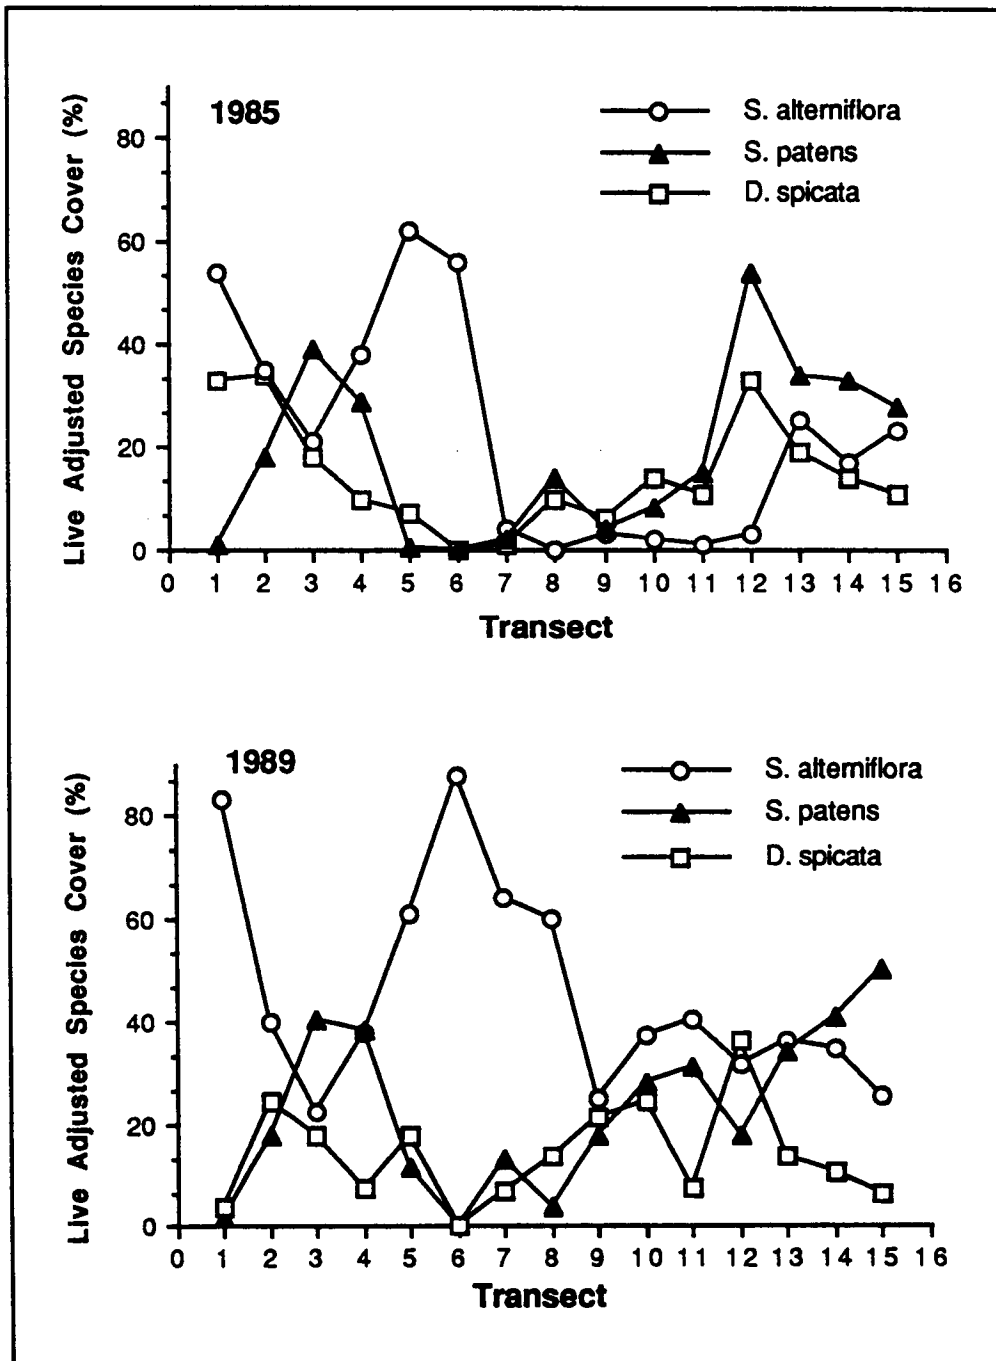 1985
S. alterniflora
S. patens
D. spicata
Live Adjusted Species Cover (%)
80
60
40
20
0
0 1 2 3 4 5 6 7 8 9 10 11 12 13 14 15 16
Transect
1989
S. alterniflora
S. patens
D. spicata
Live Adjusted Species Cover (%)
80
60
40
20
0
0 1 2 3 4 5 6 7 8 9 10 11 12 13 14 15 16
Transect